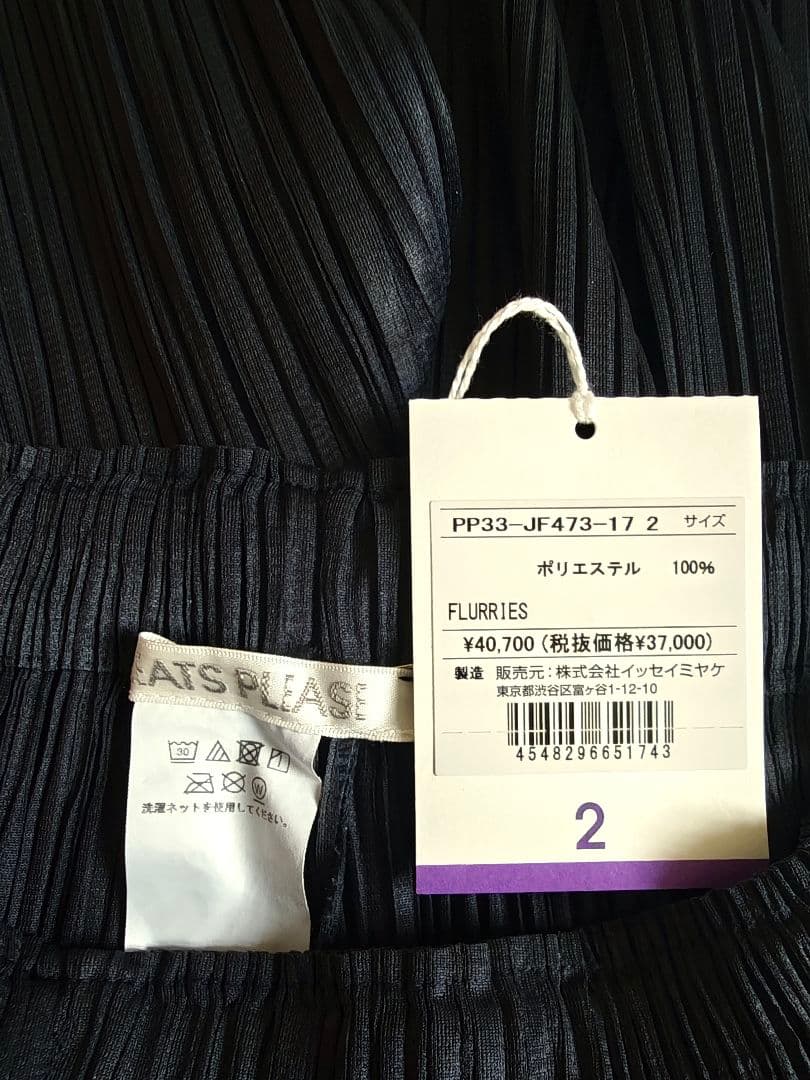 PP33-JF473-17 2 サイズ
ポリエステル 100%
FLURRIES
¥40,700(税抜価格¥37,000)
製造 販売元:株式会社イッセイミヤケ
東京都渋谷区富ヶ谷1-12-10
4548296651743
2
EATS PLEASE
30
W
洗濯ネットを使用してください。